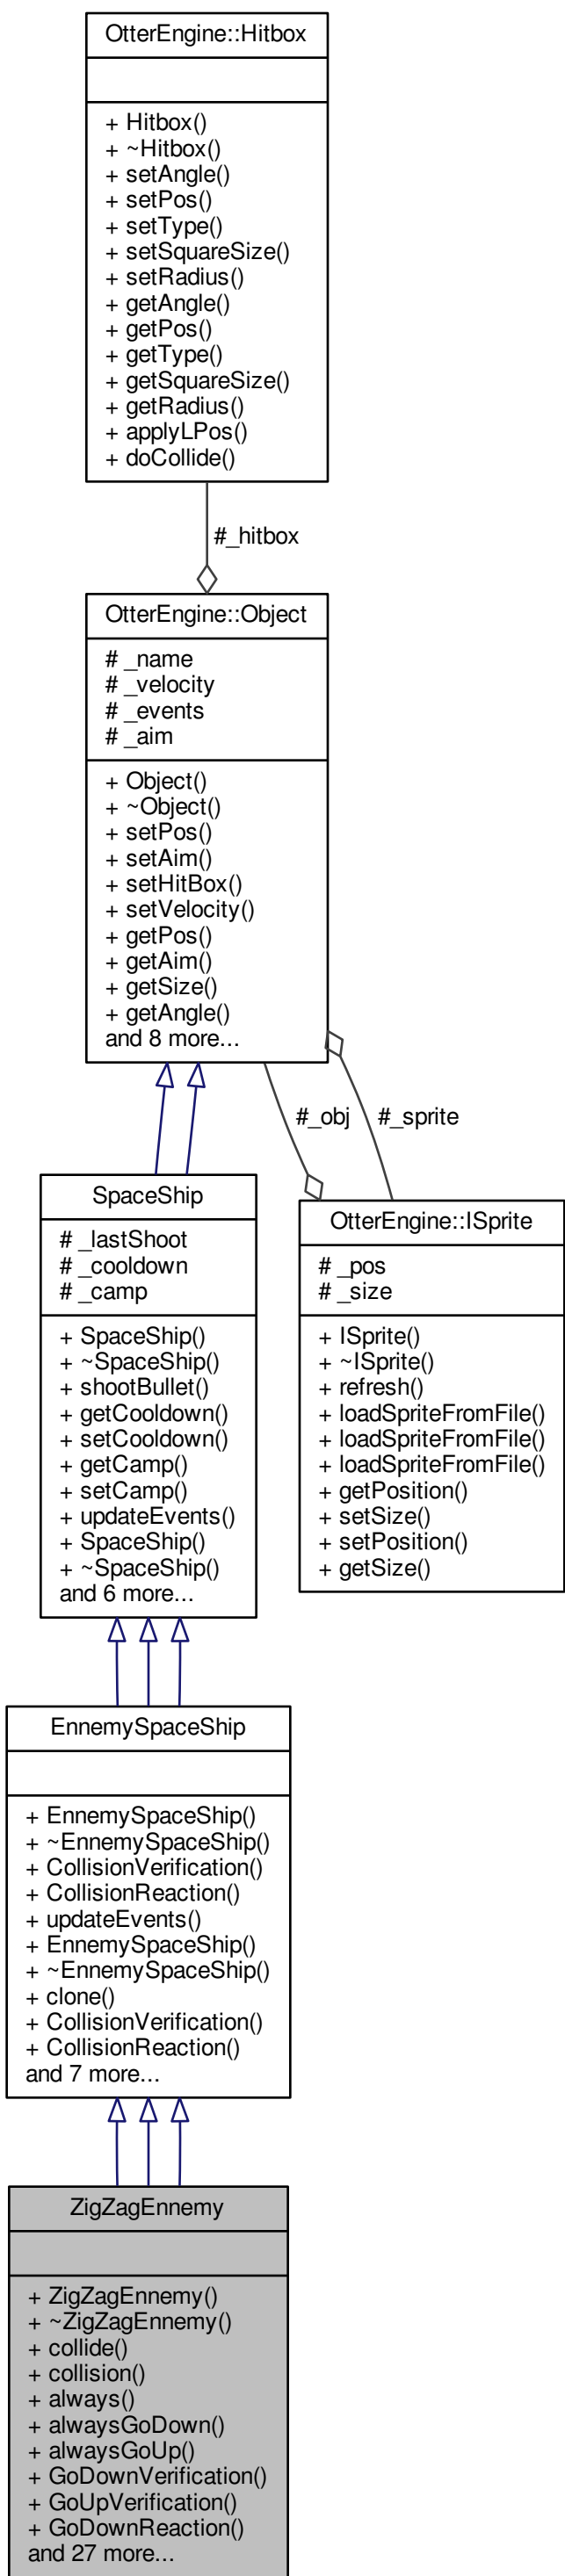 OtterEngine::Hitbox
+ Hitbox()
+ ~Hitbox()
+ setAngle()
+ setPos()
+ setType()
+ setSquareSize()
+ setRadius()
+ getAngle()
+ getPos()
+ getType()
+ getSquareSize()
+ getRadius()
+ applyLPos()
+ doCollide()
#_hitbox
OtterEngine::Object
# _name
# _velocity
# _events
# _aim
+ Object()
+ ~Object()
+ setPos()
+ setAim()
+ setHitBox()
+ setVelocity()
+ getPos()
+ getAim()
+ getSize()
+ getAngle()
and 8 more...
#_obj
#_sprite
SpaceShip
# _lastShoot
# _cooldown
# _camp
+ SpaceShip()
+ ~SpaceShip()
+ shootBullet()
+ getCooldown()
+ setCooldown()
+ getCamp()
+ setCamp()
+ updateEvents()
+ SpaceShip()
+ ~SpaceShip()
and 6 more...
OtterEngine::ISprite
# _pos
# _size
+ ISprite()
+ ~ISprite()
+ refresh()
+ loadSpriteFromFile()
+ loadSpriteFromFile()
+ loadSpriteFromFile()
+ getPosition()
+ setSize()
+ setPosition()
+ getSize()
EnnemySpaceShip
+ EnnemySpaceShip()
+ ~EnnemySpaceShip()
+ CollisionVerification()
+ CollisionReaction()
+ updateEvents()
+ EnnemySpaceShip()
+ ~EnnemySpaceShip()
+ clone()
+ CollisionVerification()
+ CollisionReaction()
and 7 more...
ZigZagEnnemy
+ ZigZagEnnemy()
+ ~ZigZagEnnemy()
+ collide()
+ collision()
+ always()
+ alwaysGoDown()
+ alwaysGoUp()
+ GoDownVerification()
+ GoUpVerification()
+ GoDownReaction()
and 27 more...